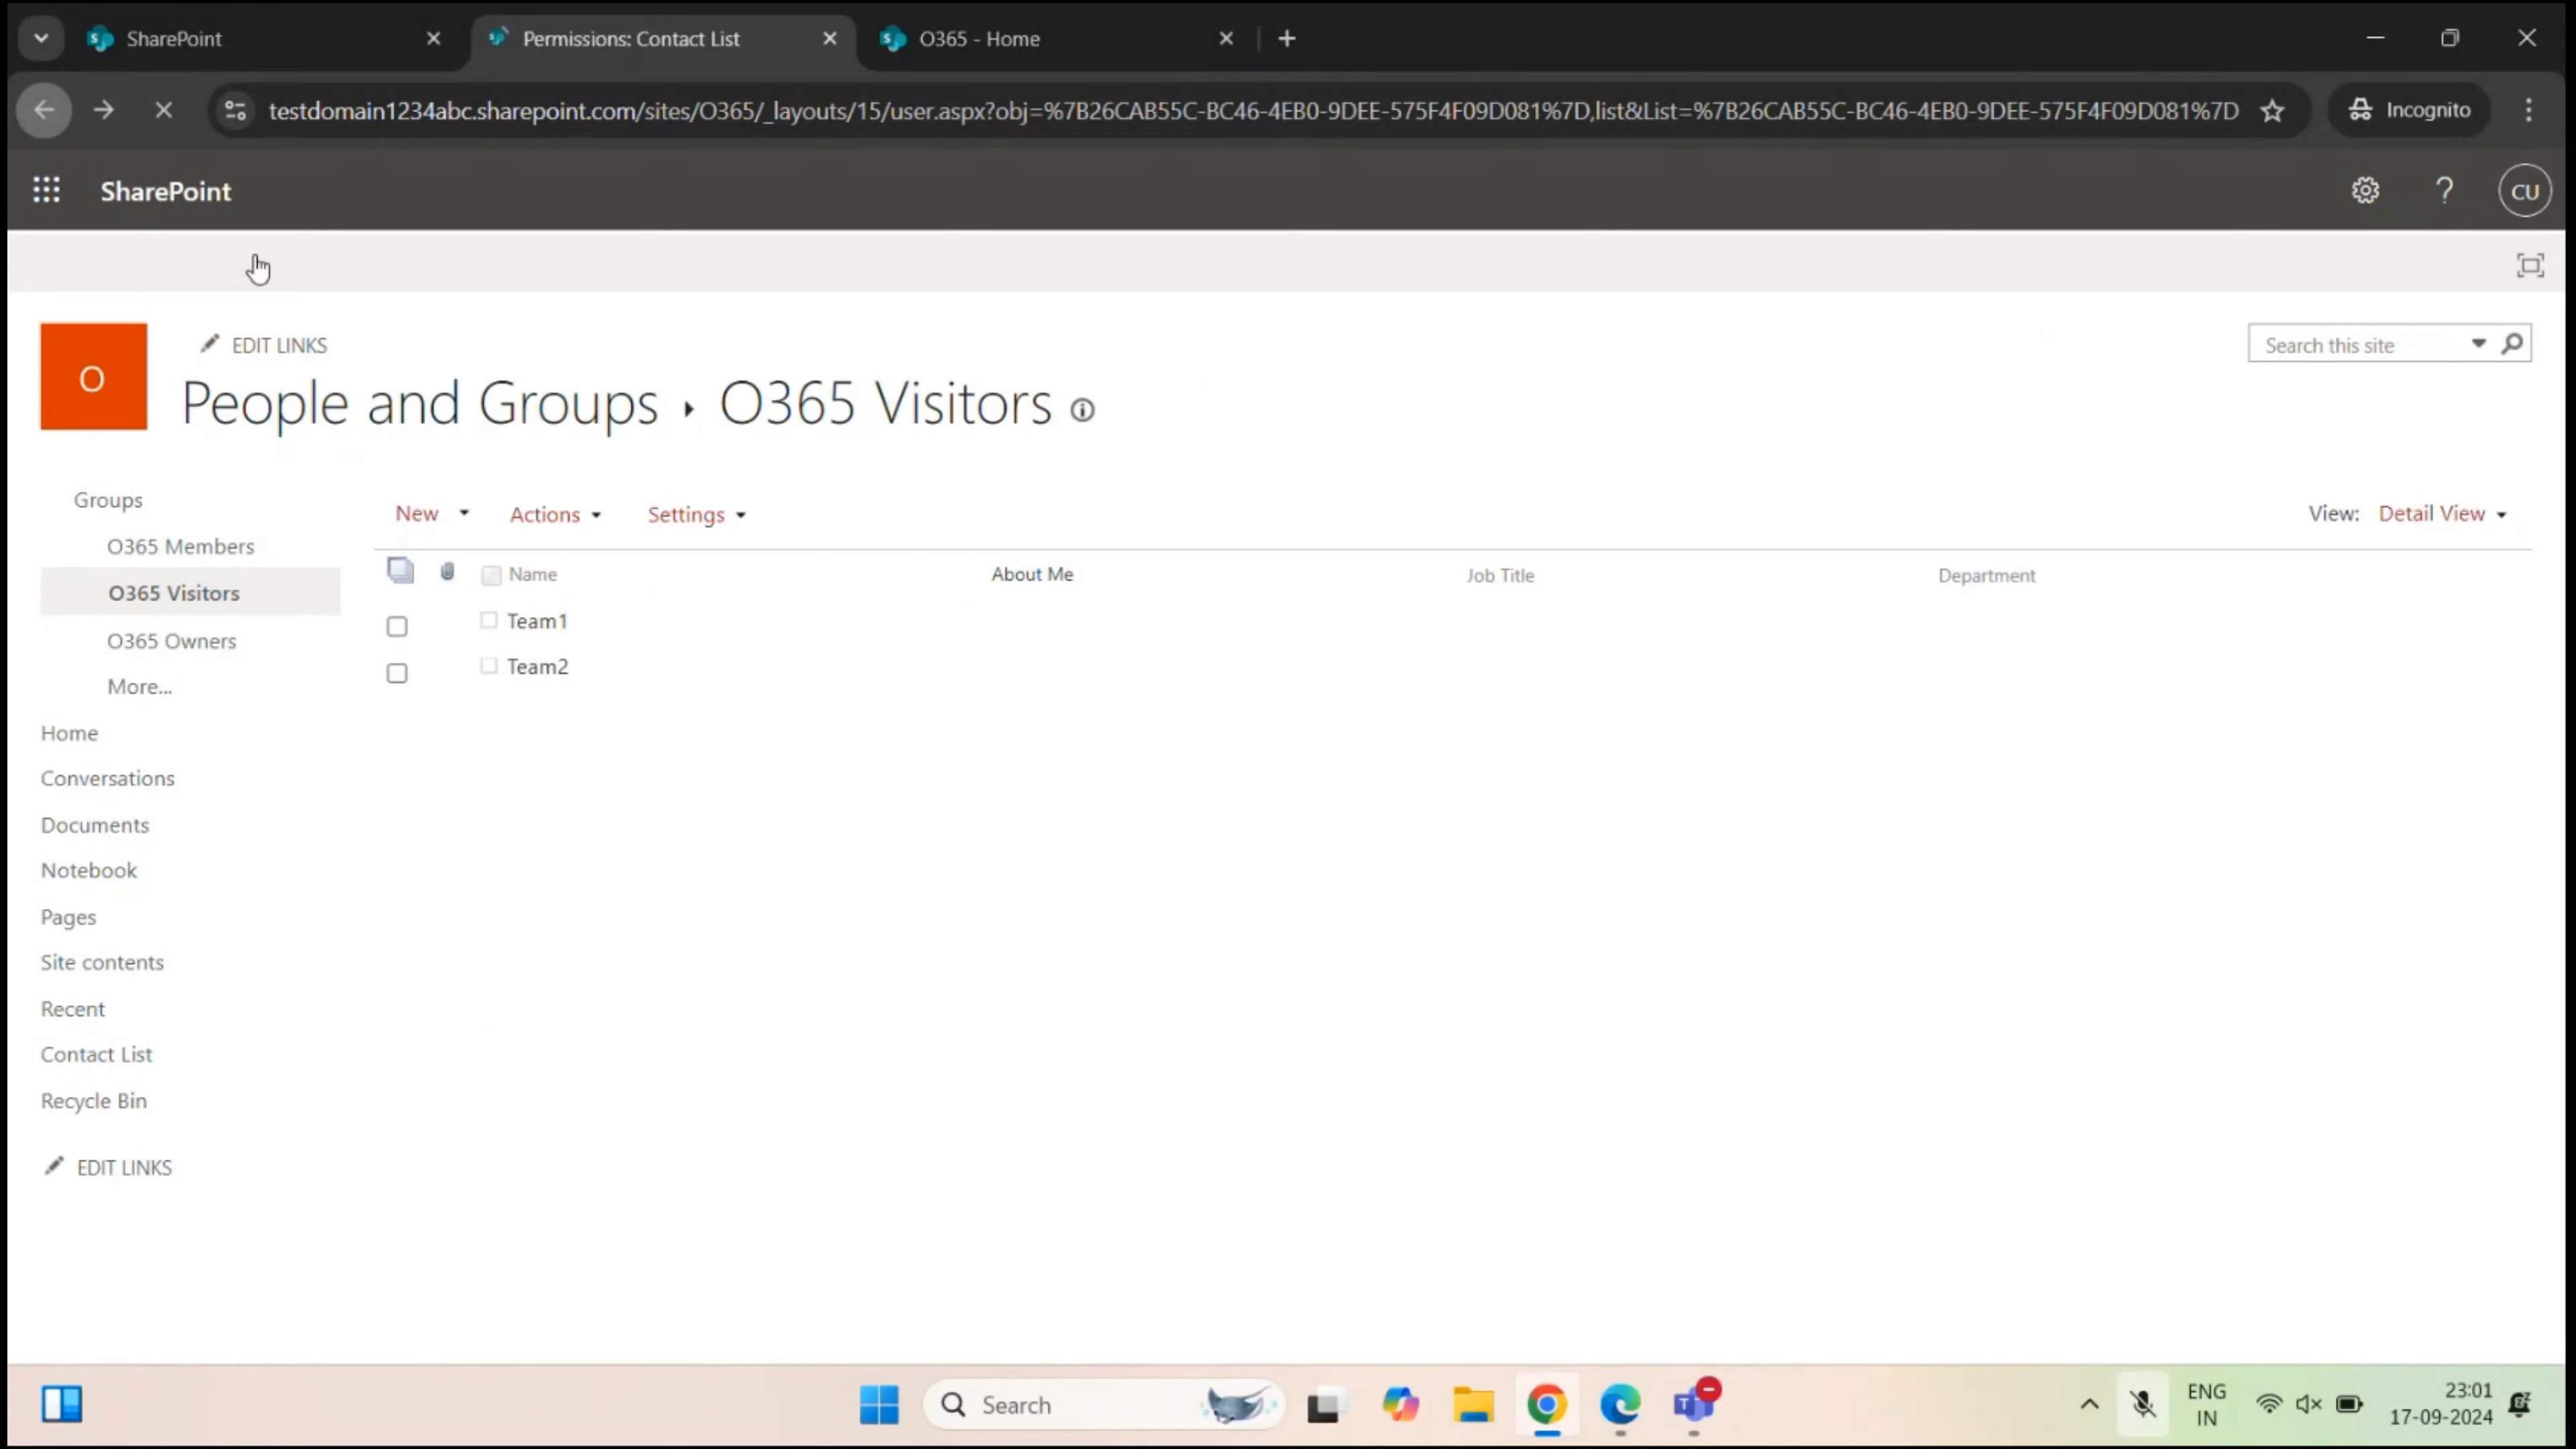 SharePoint
Permissions: Contact List
O365 - Home
testdomain1234abc.sharepoint.com/sites/O365/_layouts/15/user.aspx?obj=%7B26CAB55C-BC46-4EB0-9DEE-575F4F09D081%7D,list&List=%7B26CAB55C-BC46-4EB0-9DEE-575F4F09D081%7D
Incognito
SharePoint
CU
EDIT LINKS
Search this site
O
People and Groups ▸ O365 Visitors
Groups
O365 Members
O365 Visitors
O365 Owners
More...
Home
Conversations
Documents
Notebook
Pages
Site contents
Recent
Contact List
Recycle Bin
EDIT LINKS
New Actions Settings
View: Detail View
Name About Me Job Title Department
Team1
Team2
Search
ENG
IN
23:01
17-09-2024